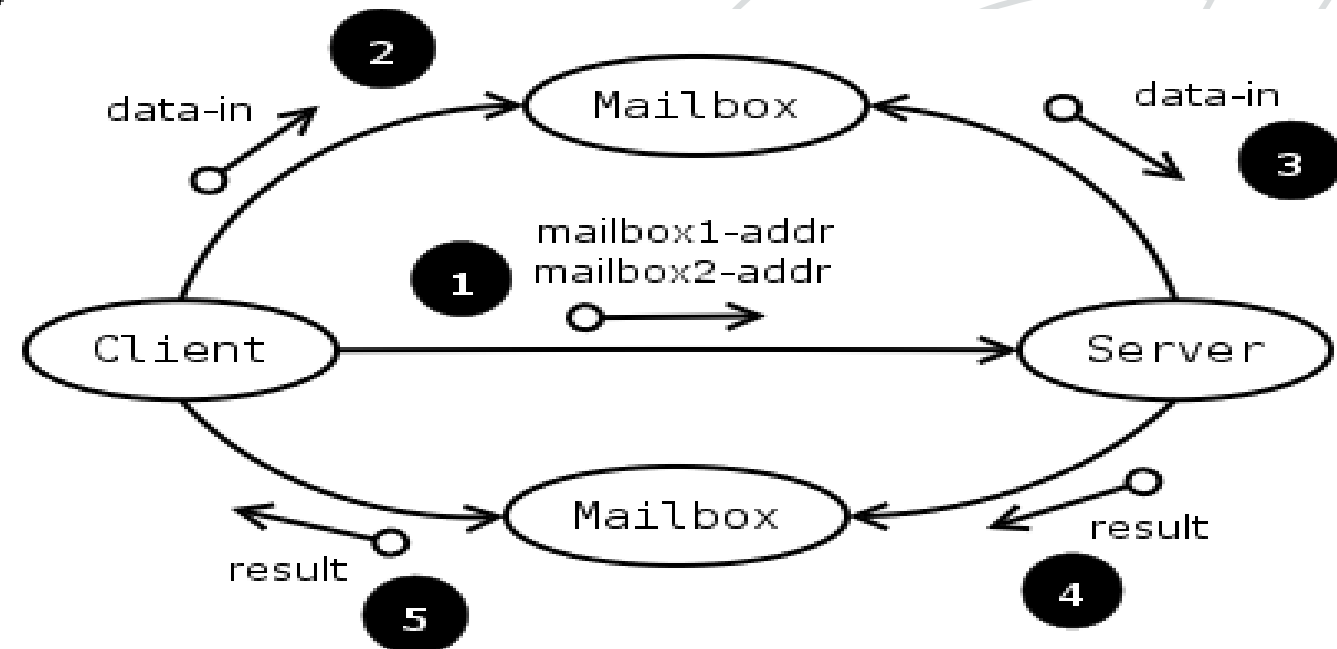 2
data-in
Mailbox
data-in
3
1
mailbox1-addr
mailbox2-addr
Client
Server
Mailbox
result
result
4
5